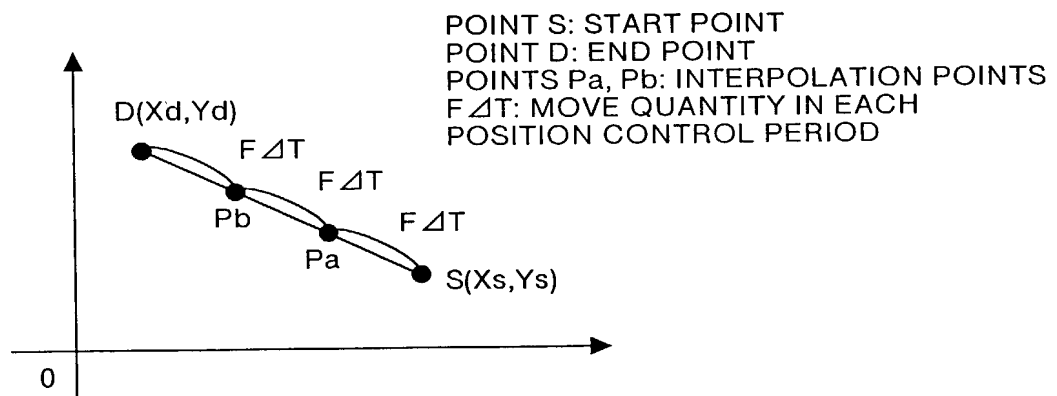 POINT S: START POINT
POINT D: END POINT
POINTS Pa, Pb: INTERPOLATION POINTS
F⊿T: MOVE QUANTITY IN EACH
POSITION CONTROL PERIOD
D(Xd,Yd)
F⊿T
F⊿T
Pb
F⊿T
Pa
S(Xs,Ys)
0